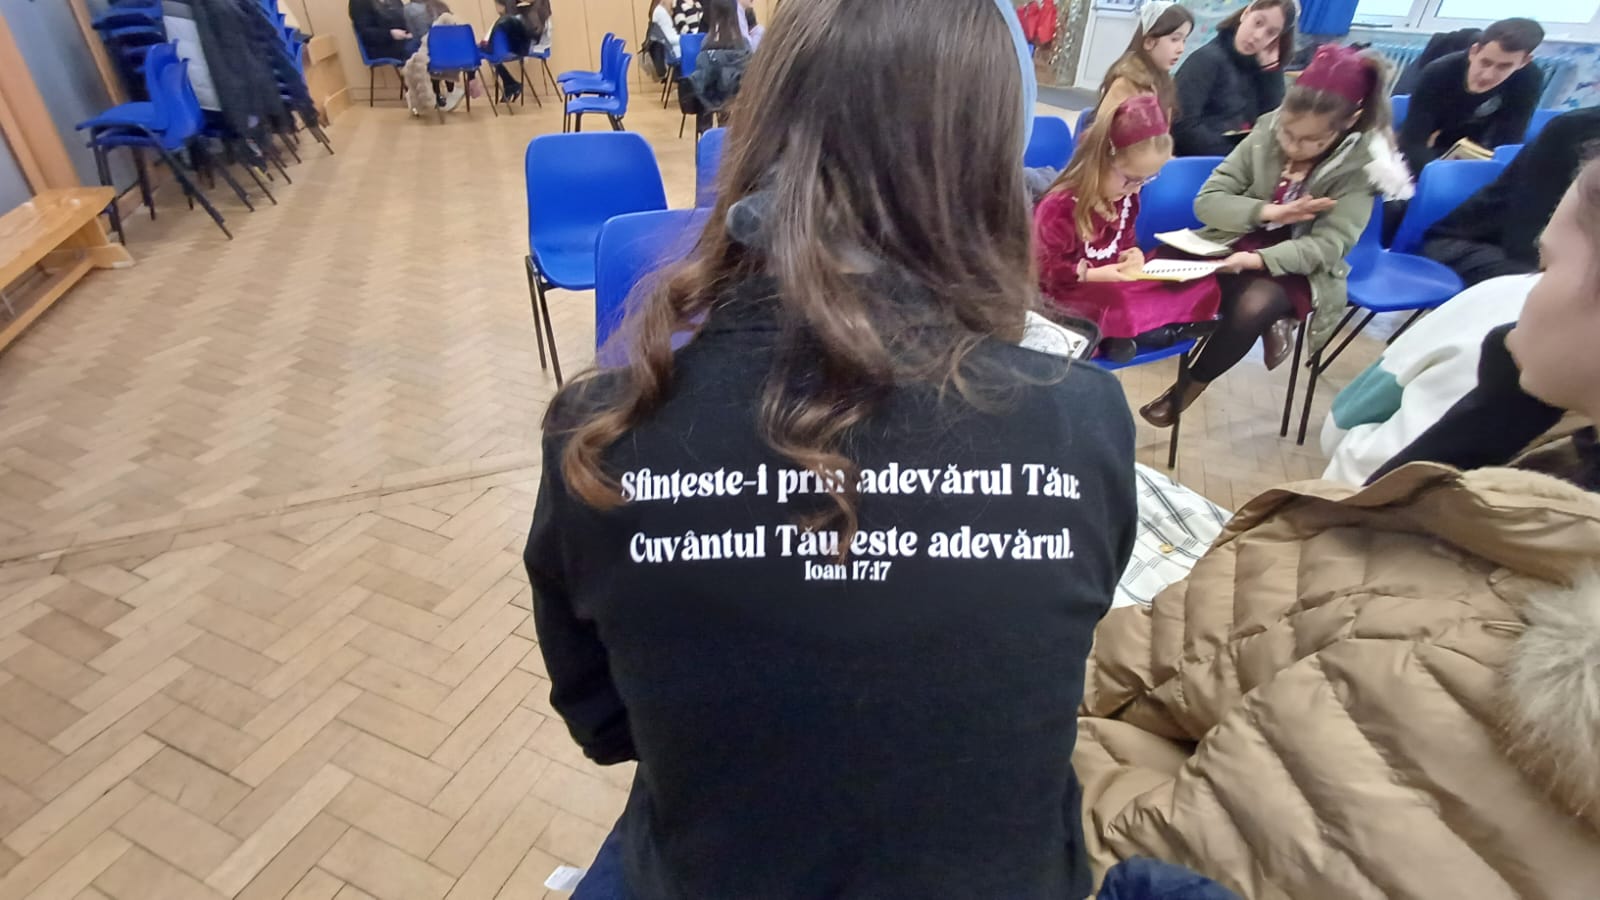 Sfințește-i prin adevărul Tău:
Cuvântul Tău este adevărul.
Ioan 17:17